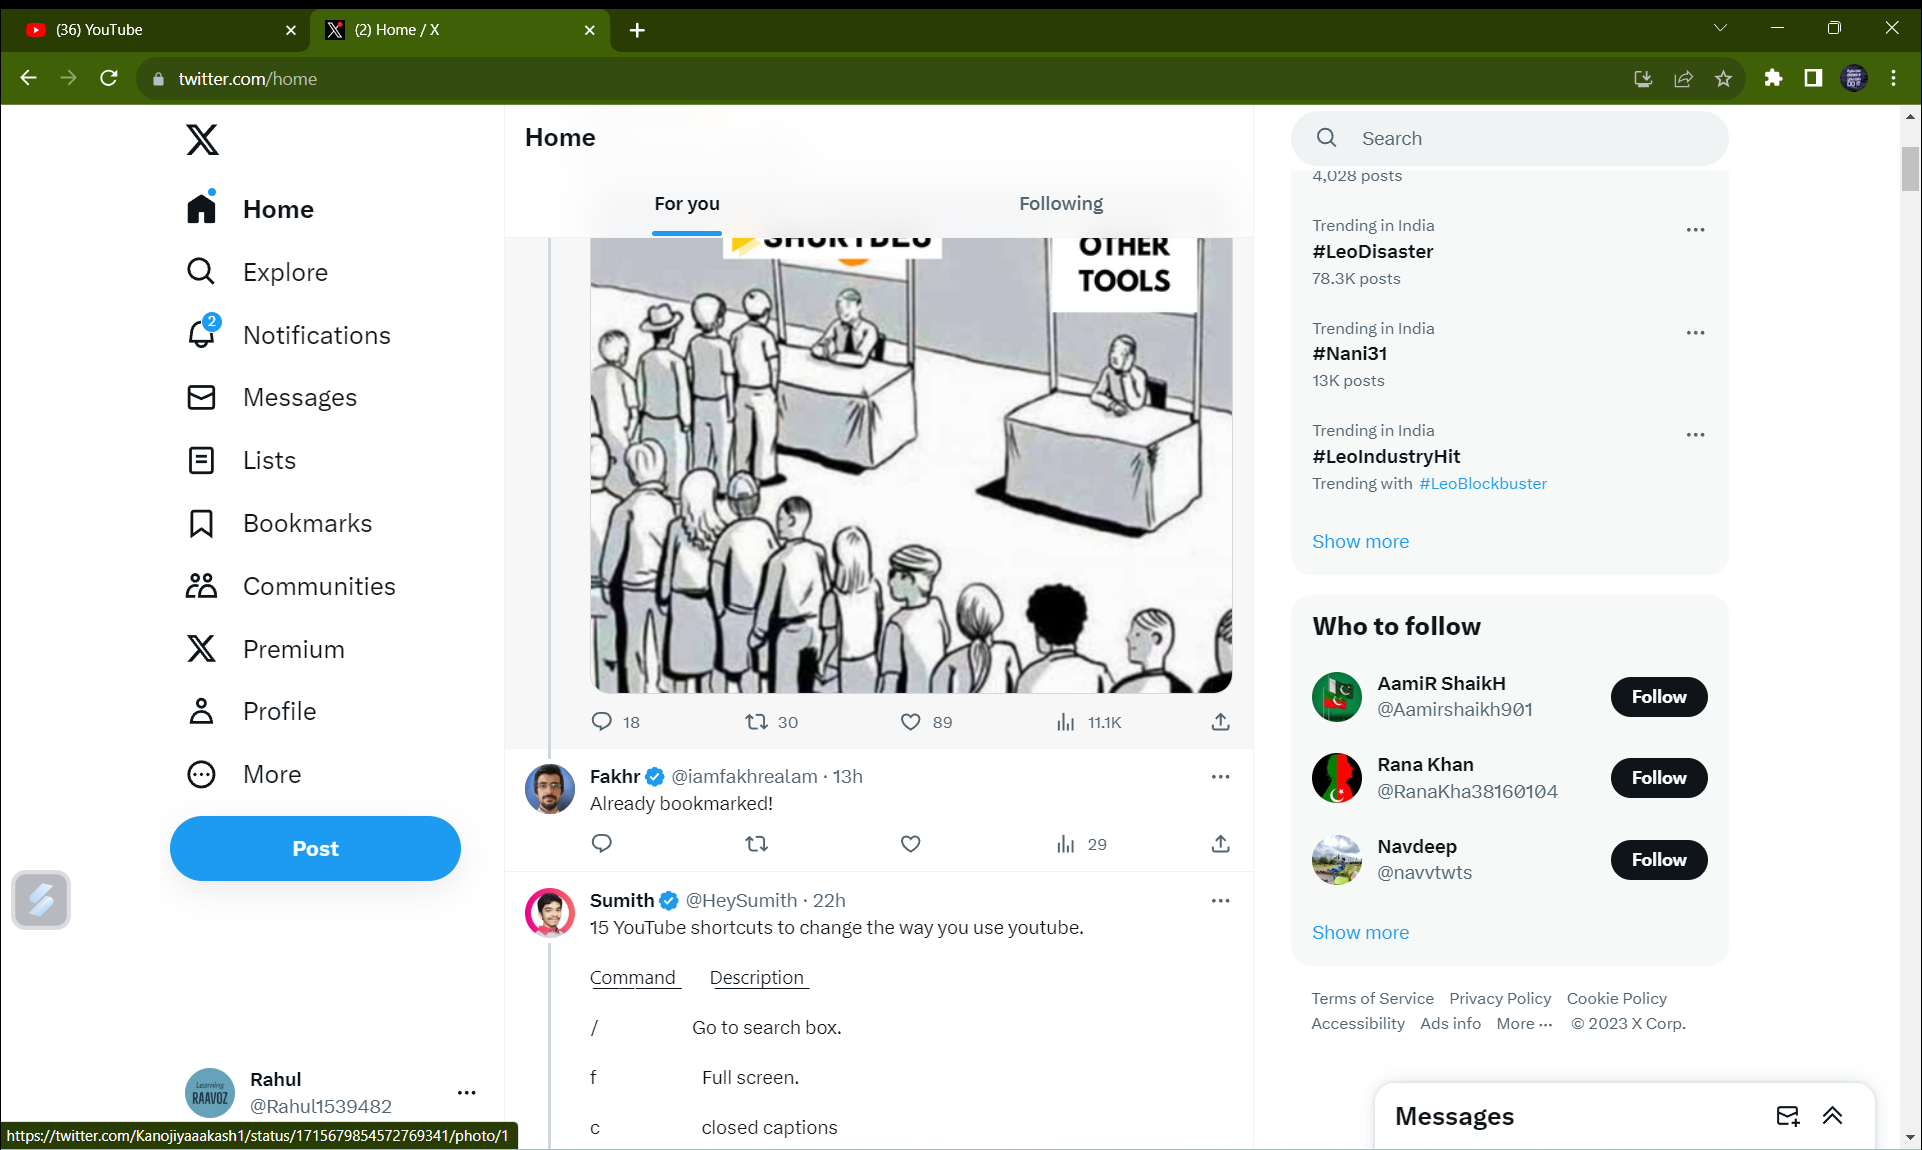 (36) YouTube
(2) Home / X
twitter.com/home
Home
Explore
2
Notifications
Messages
Lists
Bookmarks
Communities
Premium
Profile
More
Post
Rahul
@Rahul1539482
Learning
RAAVOZ
https://twitter.com/Kanojiyaaakash1/status/1715679854572769341/photo/1
Home
For you
Following
OTHER
TOOLS
18
30
89
11.1K
Fakhr @iamfakhrealam · 13h
Already bookmarked!
29
Sumith @HeySumith · 22h
15 YouTube shortcuts to change the way you use youtube.
Command Description
/ Go to search box.
f Full screen.
c closed captions
Search
4,028 posts
Trending in India
#LeoDisaster
78.3K posts
Trending in India
#Nani31
13K posts
Trending in India
#LeoIndustryHit
Trending with #LeoBlockbuster
Show more
Who to follow
AamiR ShaikH
@Aamirshaikh901
Follow
Rana Khan
@RanaKha38160104
Follow
Navdeep
@navvtwts
Follow
Show more
Terms of Service Privacy Policy Cookie Policy
Accessibility Ads info More ··· © 2023 X Corp.
Messages